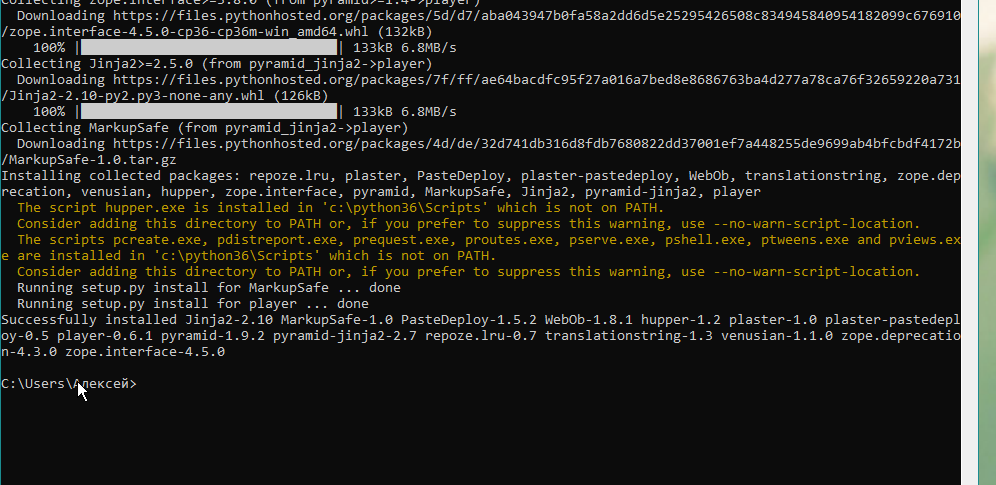 Collecting zope.interface>=3.8.0 (from pyramid>=1.4->player)
  Downloading https://files.pythonhosted.org/packages/5d/d7/aba043947b0fa58a2dd6d5e25295426508c834945840954182099c676910
/zope.interface-4.5.0-cp36-cp36m-win_amd64.whl (132kB)
    100% |████████████████████████████████| 133kB 6.8MB/s
Collecting Jinja2>=2.5.0 (from pyramid_jinja2->player)
  Downloading https://files.pythonhosted.org/packages/7f/ff/ae64bacdfc95f27a016a7bed8e8686763ba4d277a78ca76f32659220a731
/Jinja2-2.10-py2.py3-none-any.whl (126kB)
    100% |████████████████████████████████| 133kB 6.8MB/s
Collecting MarkupSafe (from pyramid_jinja2->player)
  Downloading https://files.pythonhosted.org/packages/4d/de/32d741db316d8fdb7680822dd37001ef7a448255de9699ab4bfcbdf4172b
/MarkupSafe-1.0.tar.gz
Installing collected packages: repoze.lru, plaster, PasteDeploy, plaster-pastedeploy, WebOb, translationstring, zope.dep
recation, venusian, hupper, zope.interface, pyramid, MarkupSafe, Jinja2, pyramid-jinja2, player
  The script hupper.exe is installed in 'c:\python36\Scripts' which is not on PATH.
  Consider adding this directory to PATH or, if you prefer to suppress this warning, use --no-warn-script-location.
  The scripts pcreate.exe, pdistreport.exe, prequest.exe, proutes.exe, pserve.exe, pshell.exe, ptweens.exe and pviews.ex
e are installed in 'c:\python36\Scripts' which is not on PATH.
  Consider adding this directory to PATH or, if you prefer to suppress this warning, use --no-warn-script-location.
  Running setup.py install for MarkupSafe ... done
  Running setup.py install for player ... done
Successfully installed Jinja2-2.10 MarkupSafe-1.0 PasteDeploy-1.5.2 WebOb-1.8.1 hupper-1.2 plaster-1.0 plaster-pastedepl
oy-0.5 player-0.6.1 pyramid-1.9.2 pyramid-jinja2-2.7 repoze.lru-0.7 translationstring-1.3 venusian-1.1.0 zope.deprecatio
n-4.3.0 zope.interface-4.5.0
C:\Users\Алексей>